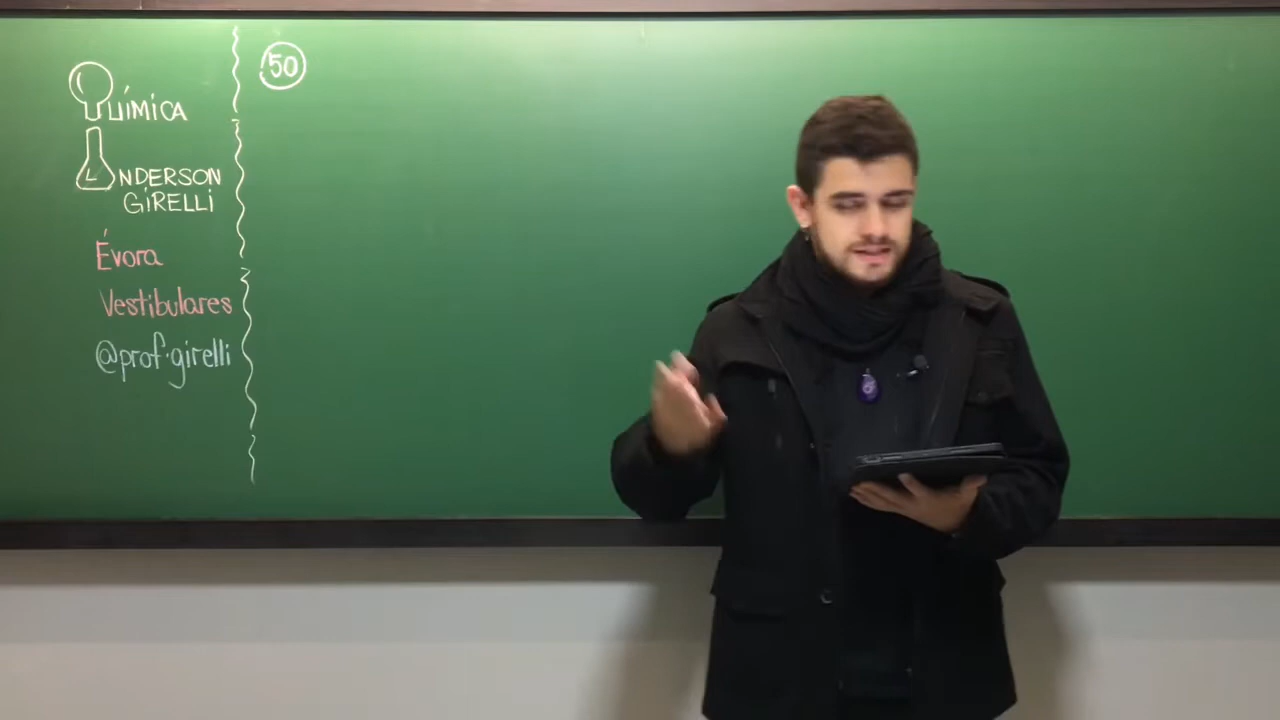 QUÍMICA
ANDERSON
GIRELLI
Évora
Vestibulares
@prof.girelli
50